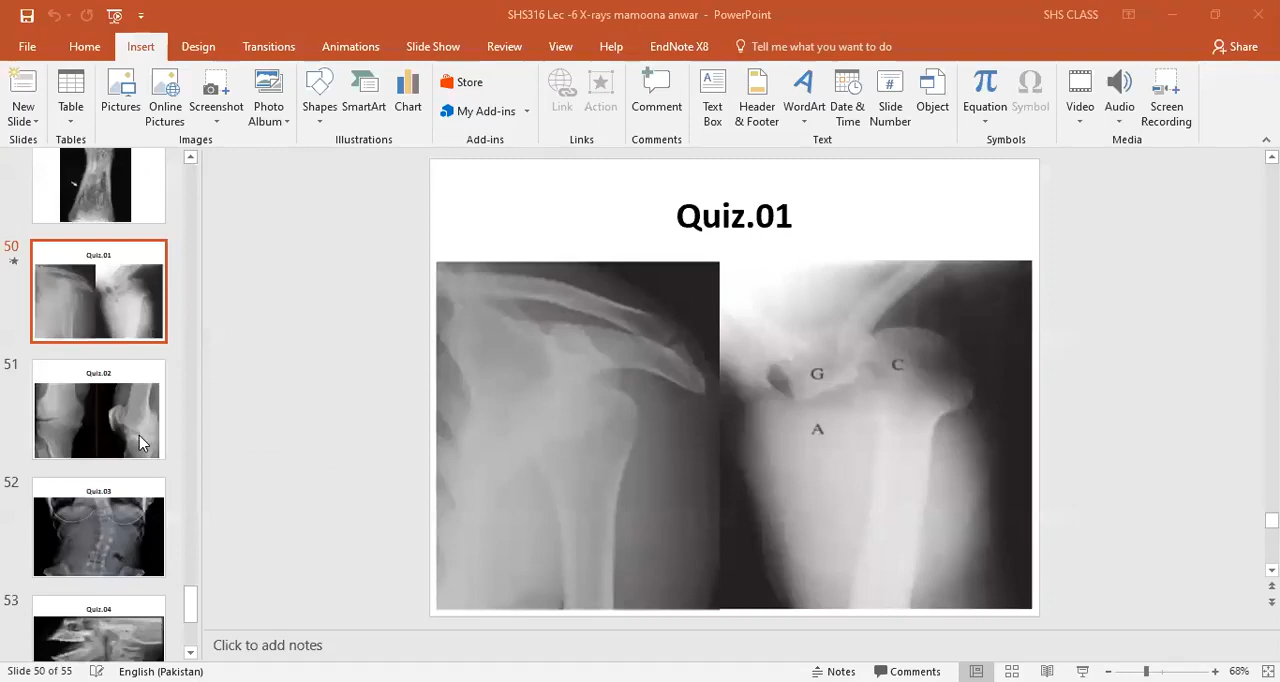 SHS316 Lec -6 X-rays mamoona anwar - PowerPoint
SHS CLASS
File Home Insert Design Transitions Animations Slide Show Review View Help EndNote X8 Tell me what you want to do Share
New Slide
Table
Pictures
Online Pictures
Screenshot
Photo Album
Shapes
SmartArt
Chart
Store
My Add-ins
Link
Action
Comment
Text Box
Header & Footer
WordArt
Date & Time
Slide Number
Object
Equation
Symbol
Video
Audio
Screen Recording
Slides Tables Images Illustrations Add-ins Links Comments Text Symbols Media
50
Quiz.01
51
Quiz.02
52
Quiz.03
53
Quiz.04
Quiz.01
G
C
A
Click to add notes
Slide 50 of 55 English (Pakistan) Notes Comments 68%